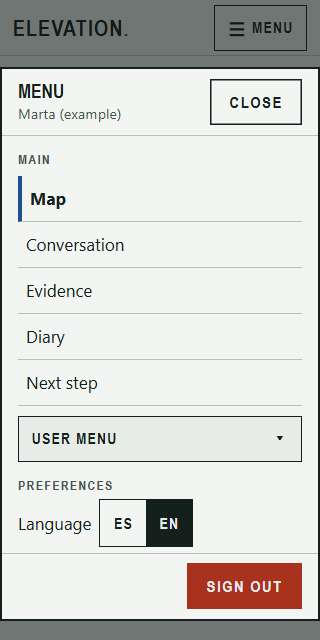 ELEVATION.
MENU
MENU
Marta (example)
CLOSE
MAIN
Map
Conversation
Evidence
Diary
Next step
USER MENU
PREFERENCES
Language ES EN
SIGN OUT